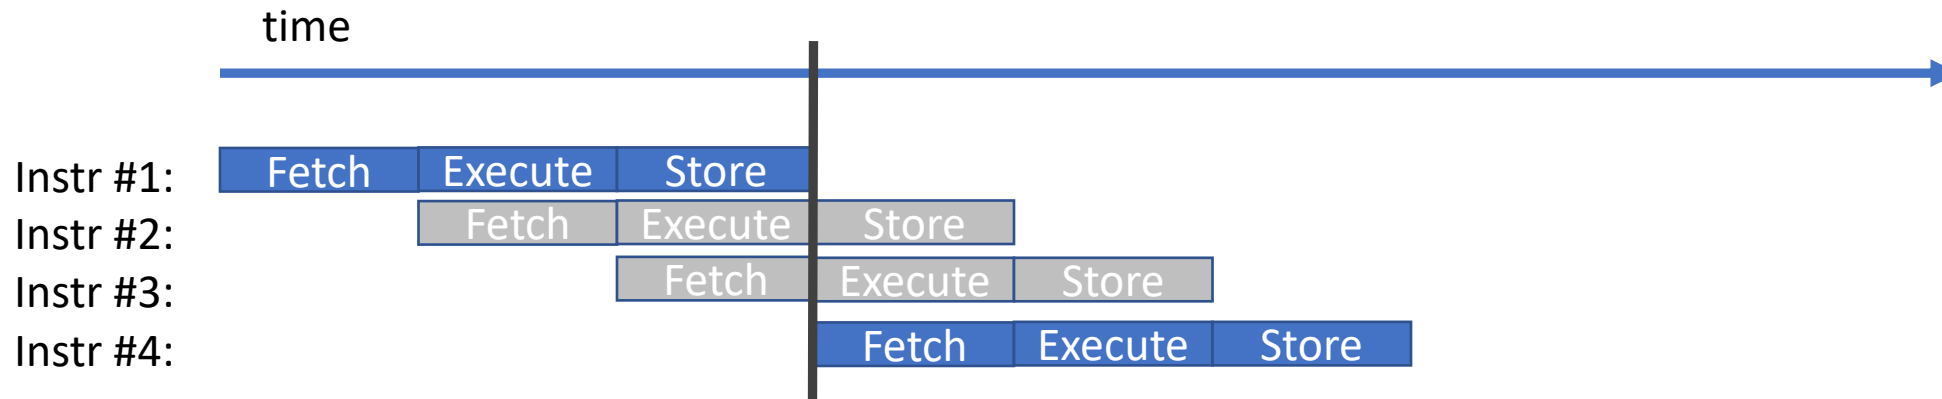 time
Instr #1: Fetch Execute Store
Instr #2: Fetch Execute Store
Instr #3: Fetch Execute Store
Instr #4: Fetch Execute Store